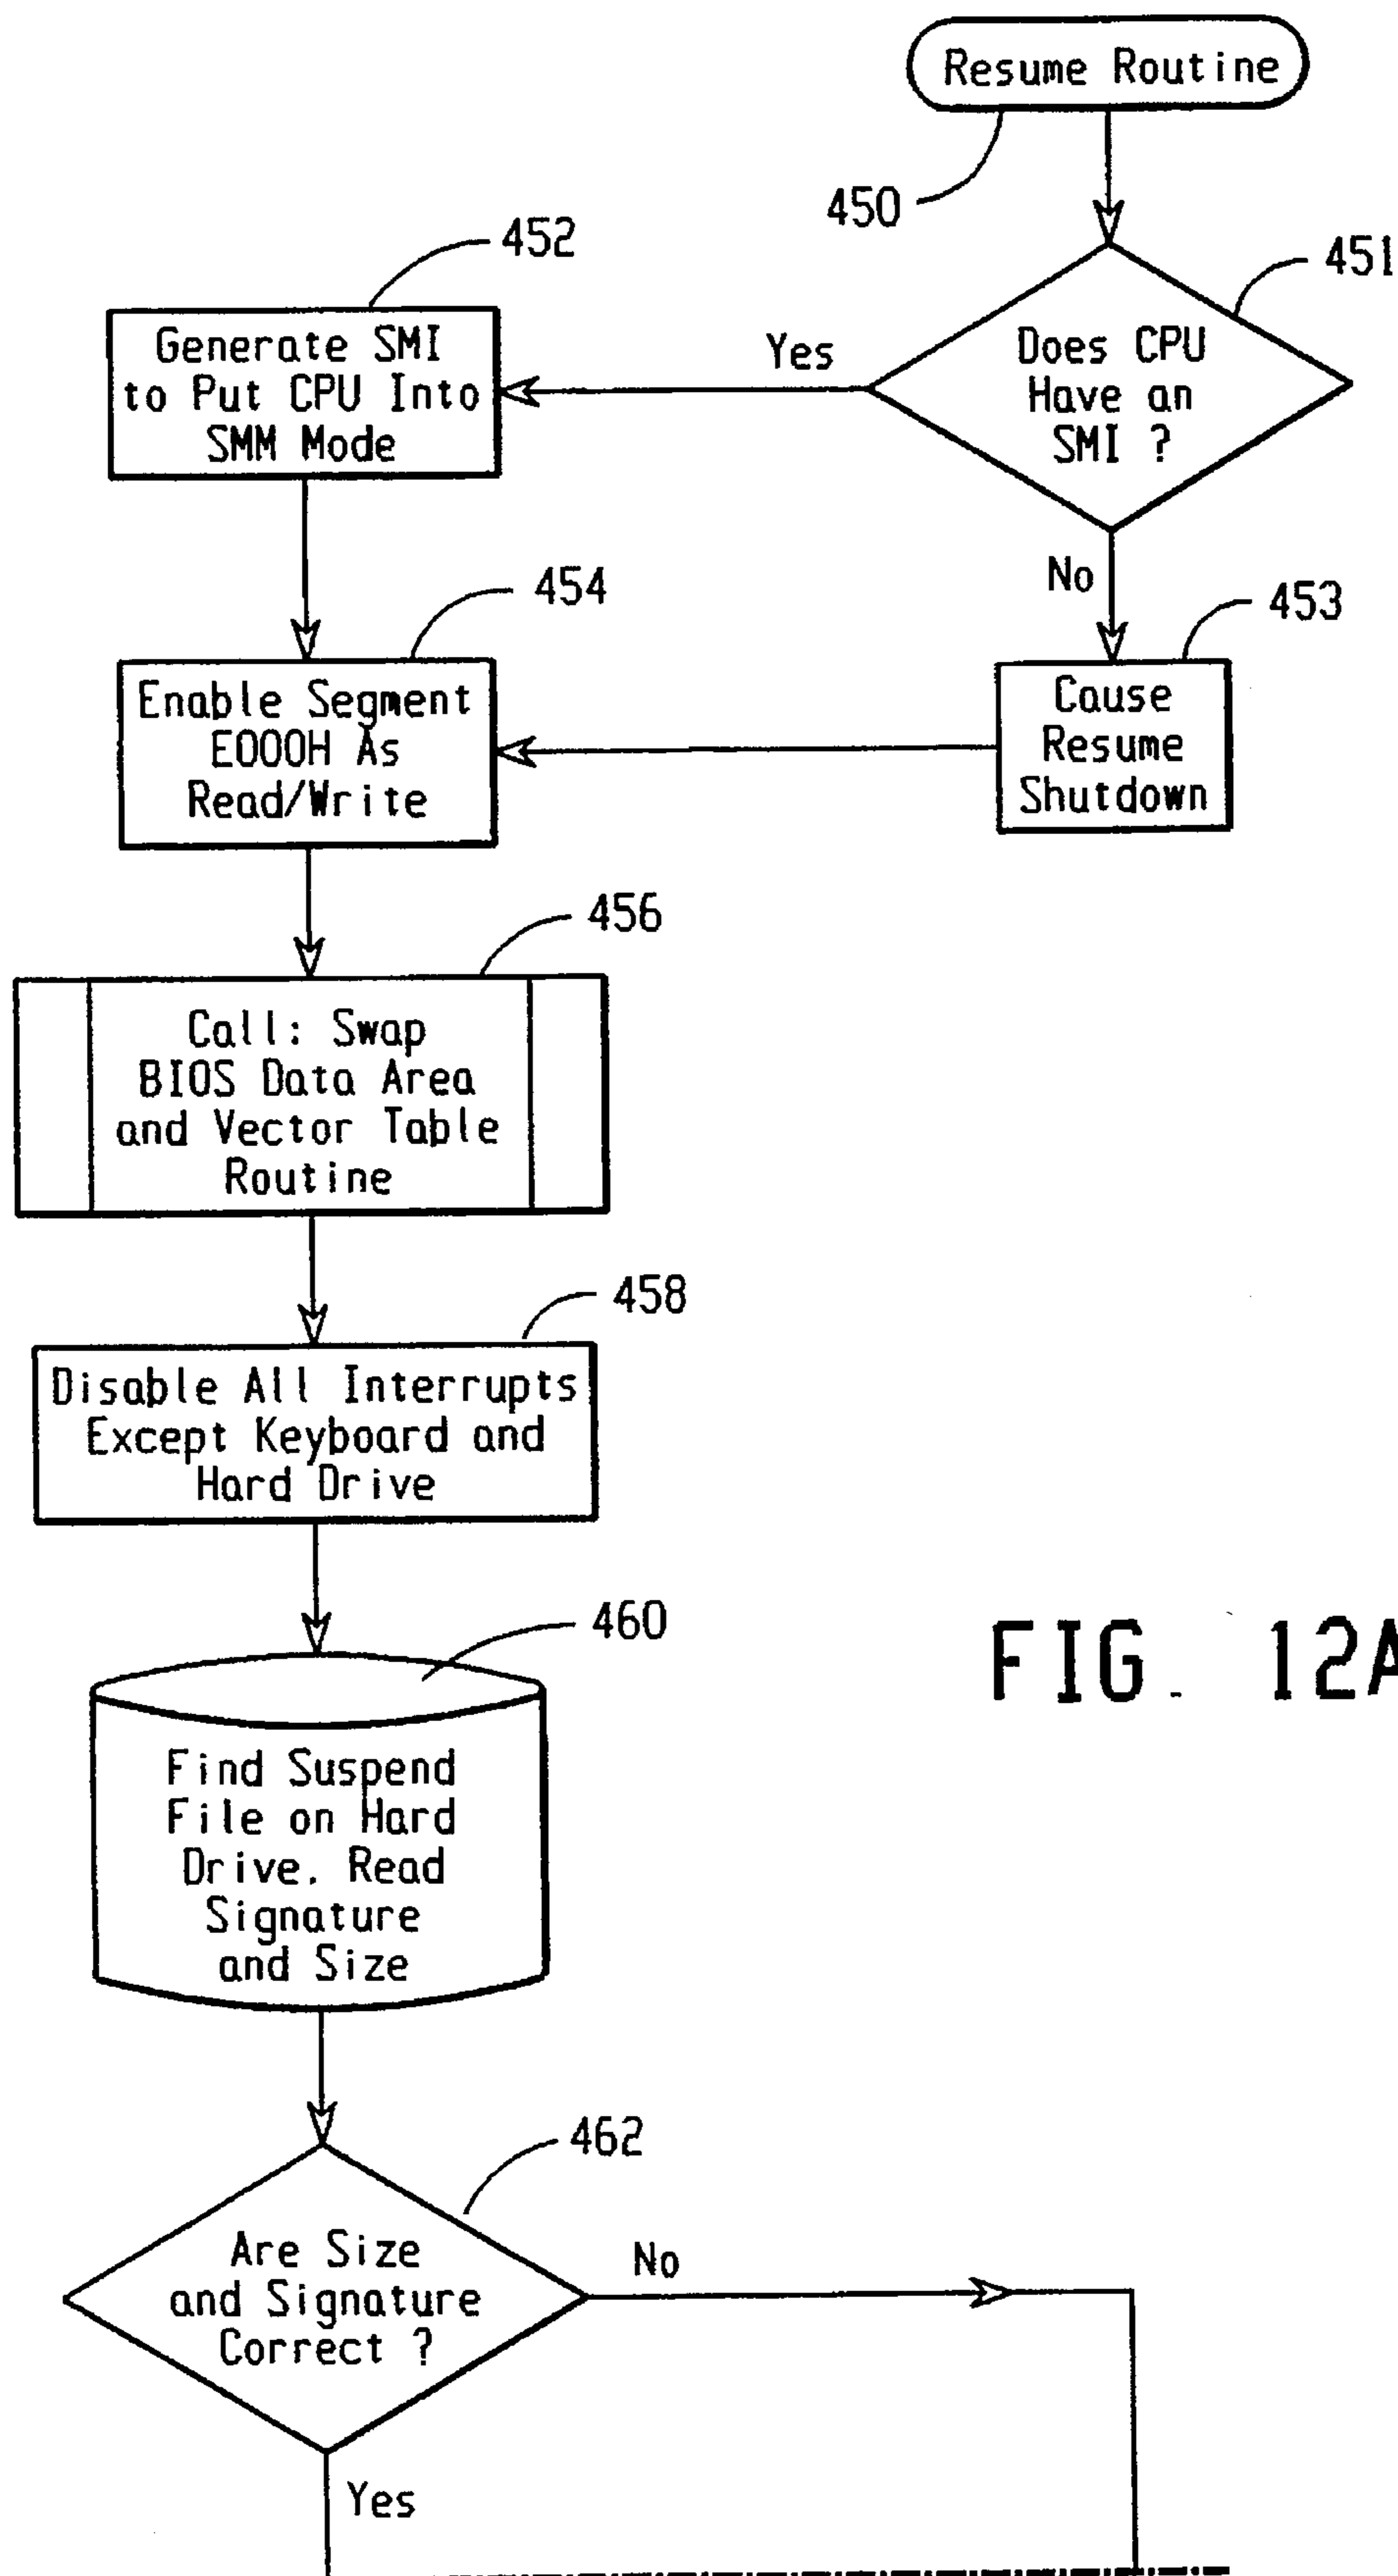 Resume Routine
450
451
Does CPU
Have an
SMI ?
Yes
No
452
Generate SMI
to Put CPU Into
SMM Mode
453
Cause
Resume
Shutdown
454
Enable Segment
E000H As
Read/Write
456
Call: Swap
BIOS Data Area
and Vector Table
Routine
458
Disable All Interrupts
Except Keyboard and
Hard Drive
460
Find Suspend
File on Hard
Drive. Read
Signature
and Size
462
Are Size
and Signature
Correct ?
No
Yes
FIG. 12A